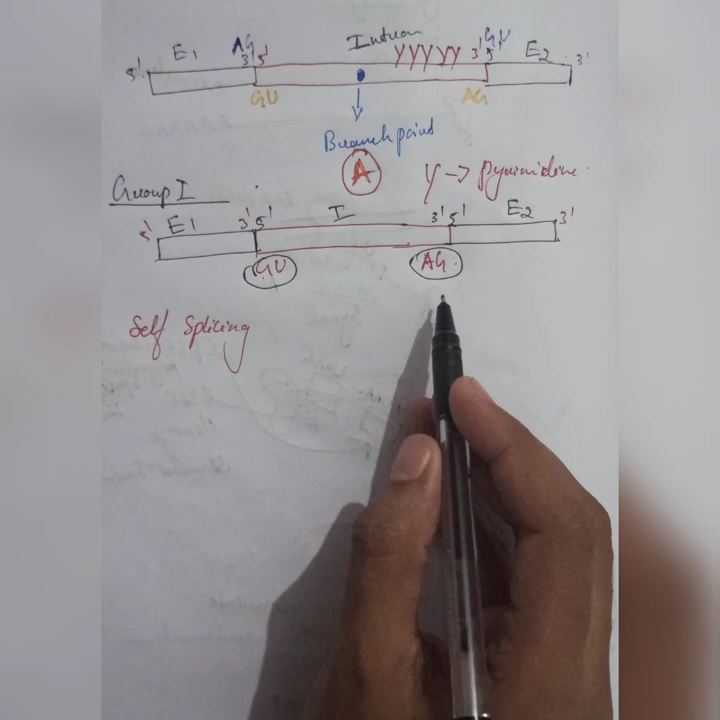 5' E1 AG 3' 5' Intron YYYYY 3' GU 5' E2 3'
GU AG
Branch point
A
Y -> pyrimidine.
Group I
5' E1 3' 5' I 3' 5' E2 3'
GU AG
Self Splicing